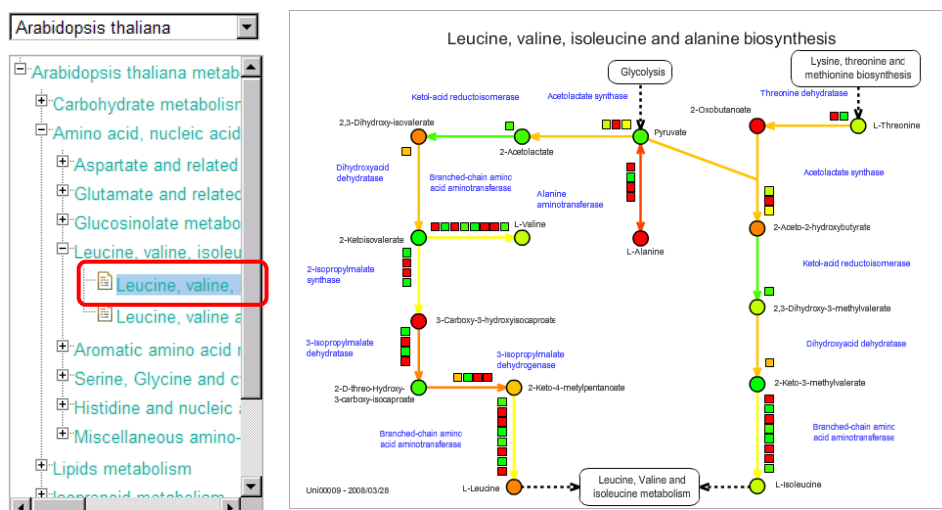 Arabidopsis thaliana
Arabidopsis thaliana metab
Carbohydrate metabolism
Amino acid, nucleic acid
Aspartate and related
Glutamate and related
Glucosinolate metabo
Leucine, valine, isoleu
Leucine, valine,
Leucine, valine a
Aromatic amino acid r
Serine, Glycine and c
Histidine and nucleic a
Miscellaneous amino-
Lipids metabolism
Isoprenoid metabolism
Leucine, valine, isoleucine and alanine biosynthesis
Glycolysis
Lysine, threonine and
methionine biosynthesis
Ketol-acid reductoisomerase
Acetolactate synthase
Threonine dehydratase
2,3-Dihydroxy-isovalerate
2-Acetolactate
Pyruvate
2-Oxobutanoate
L-Threonine
Dihydroxyacid
dehydratase
Branched-chain amino
acid aminotransferase
Alanine
aminotransferase
Acetolactate synthase
2-Ketoisovalerate
L-Valine
L-Alanine
2-Aceto-2-hydroxybutyrate
2-Isopropylmalate
synthase
Ketol-acid reductoisomerase
3-Carboxy-3-hydroxyisocaproate
2,3-Dihydroxy-3-methylvalerate
3-Isopropylmalate
dehydratase
3-Isopropylmalate
dehydrogenase
Dihydroxyacid dehydratase
2-D-threo-Hydroxy-
3-carboxy-isocaproate
2-Keto-4-metylpentanoate
2-Keto-3-methylvalerate
Branched-chain amino
acid aminotransferase
Branched-chain amino
acid aminotransferase
Uni00009 - 2008/03/28
L-Leucine
Leucine, Valine and
isoleucine metabolism
L-Isoleucine